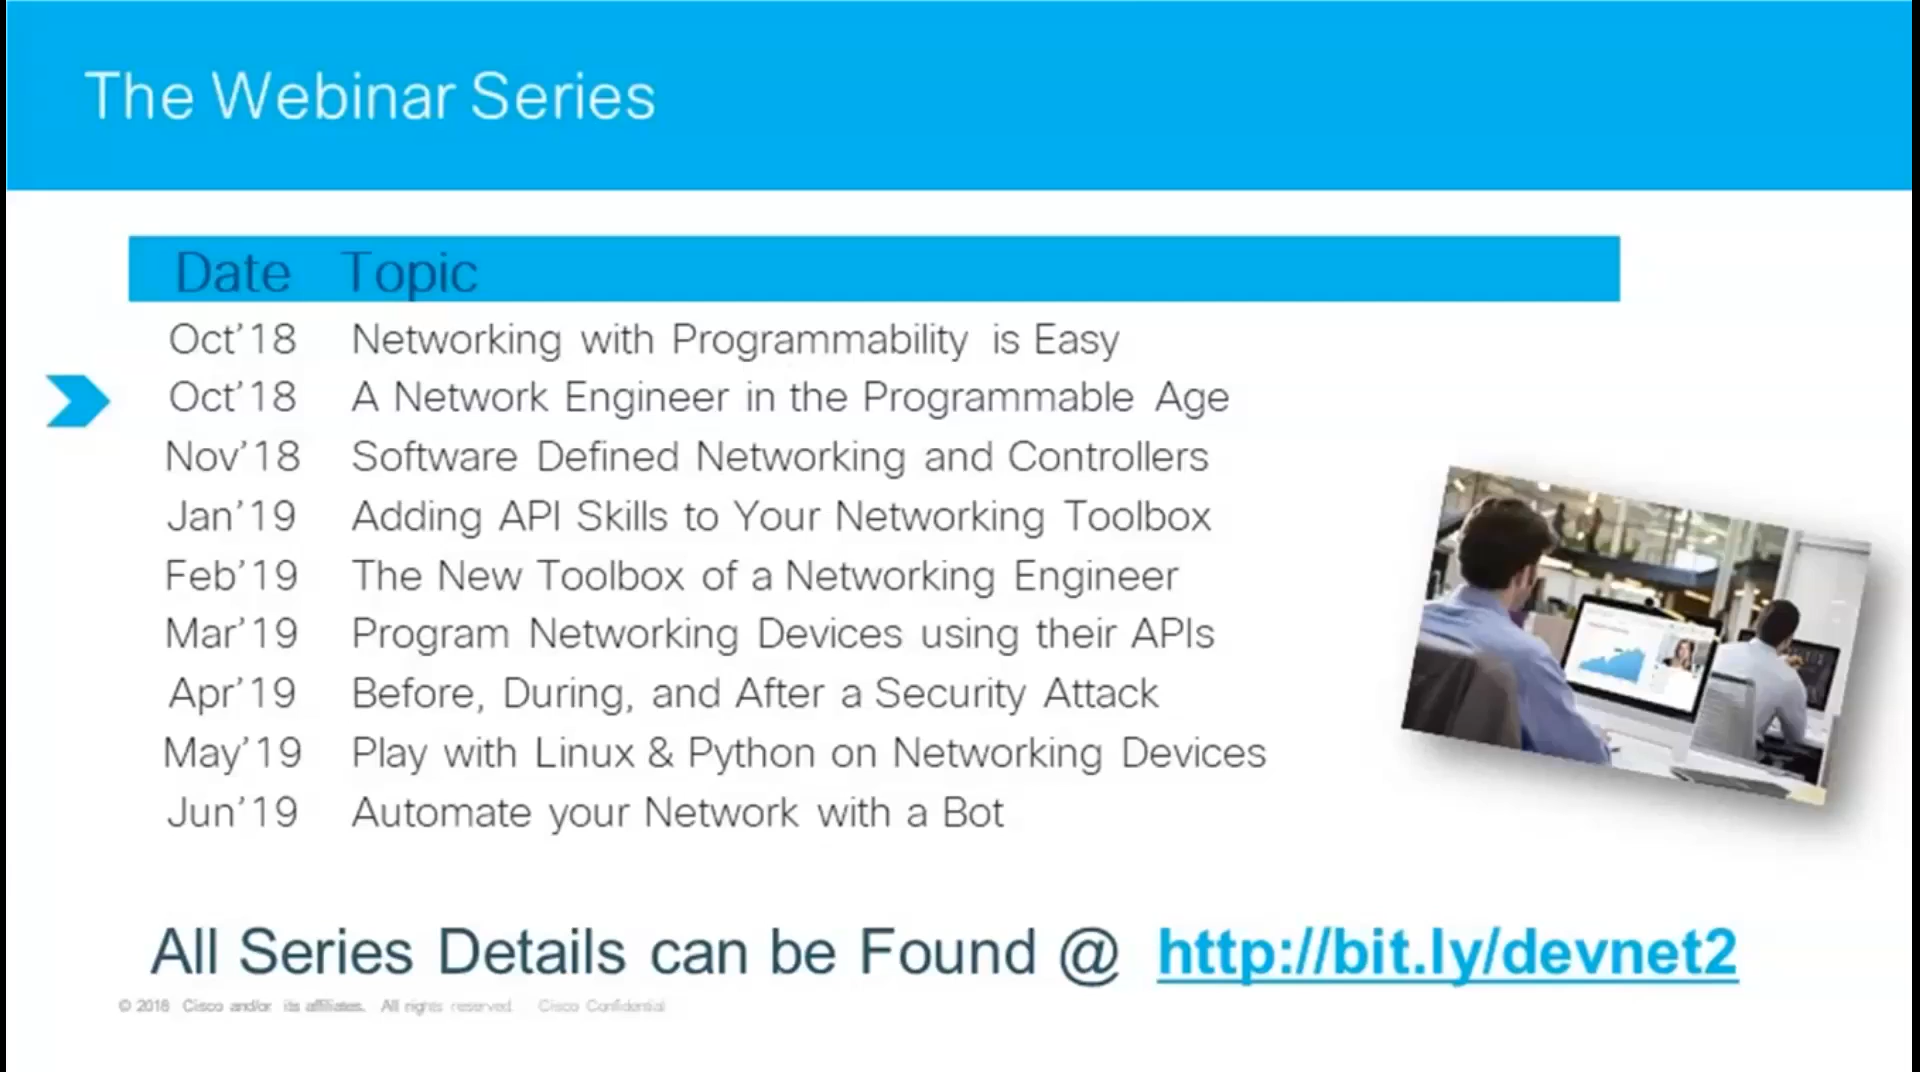 The Webinar Series
Date Topic
Oct'18 Networking with Programmability is Easy
Oct'18 A Network Engineer in the Programmable Age
Nov'18 Software Defined Networking and Controllers
Jan'19 Adding API Skills to Your Networking Toolbox
Feb'19 The New Toolbox of a Networking Engineer
Mar'19 Program Networking Devices using their APIs
Apr'19 Before, During, and After a Security Attack
May'19 Play with Linux & Python on Networking Devices
Jun'19 Automate your Network with a Bot
All Series Details can be Found @ http://bit.ly/devnet2
© 2018 Cisco and/or its affiliates. All rights reserved. Cisco Confidential